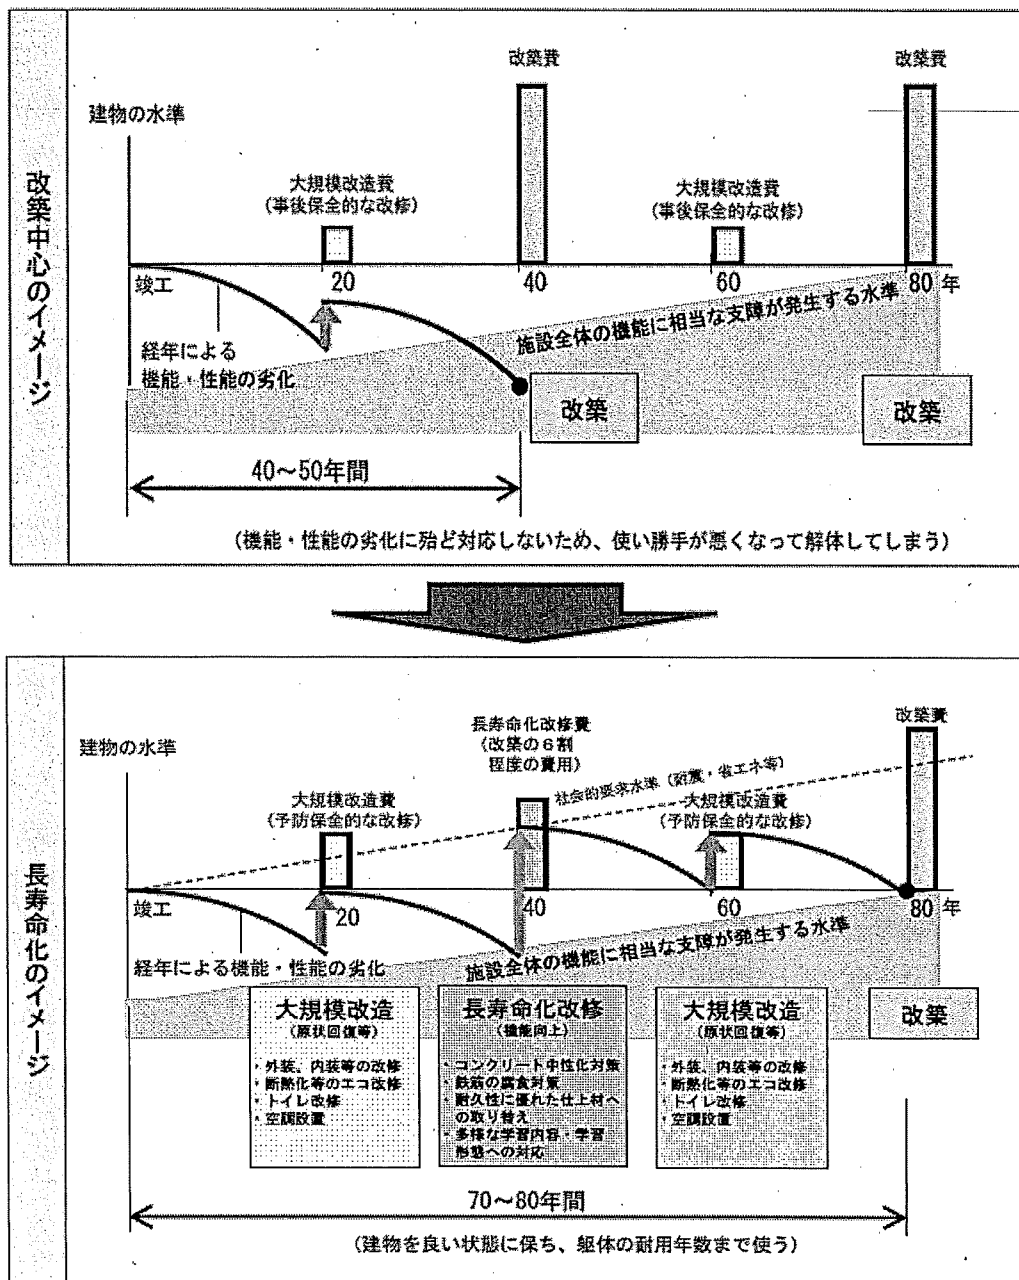 改築中心のイメージ
改築費
改築費
建物の水準
大規模改造費
(事後保全的な改修)
大規模改造費
(事後保全的な改修)
竣工
20
40
60
80 年
経年による
機能・性能の劣化
施設全体の機能に相当な支障が発生する水準
改築
改築
40～50年間
(機能・性能の劣化に殆ど対応しないため、使い勝手が悪くなって解体してしまう)
長寿命化のイメージ
建物の水準
長寿命化改修費
(改築の6割
程度の費用)
改築費
社会的要求水準(耐震・省エネ等)
大規模改造費
(予防保全的な改修)
大規模改造費
(予防保全的な改修)
竣工
20
40
60
80 年
経年による機能・性能の劣化
施設全体の機能に相当な支障が発生する水準
大規模改造
(原状回復等)
・外装、内装等の改修
・断熱化等のエコ改修
・トイレ改修
・空調設置
長寿命化改修
(機能向上)
・コンクリート中性化対策
・鉄筋の腐食対策
・耐久性に優れた仕上材へ
の取り替え
・多様な学習内容・学習
形態への対応
大規模改造
(原状回復等)
・外装、内装等の改修
・断熱化等のエコ改修
・トイレ改修
・空調設置
改築
70～80年間
(建物を良い状態に保ち、躯体の耐用年数まで使う)